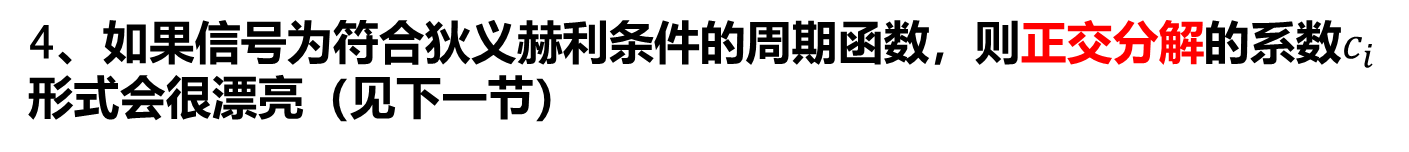 4、如果信号为符合狄义赫利条件的周期函数，则正交分解的系数𝑐𝑖
形式会很漂亮（见下一节）